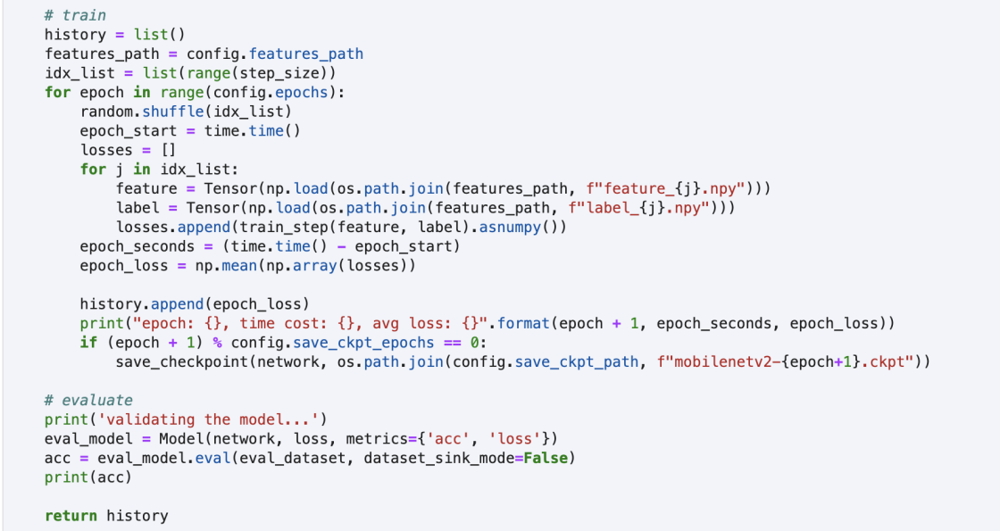 # train
history = list()
features_path = config.features_path
idx_list = list(range(step_size))
for epoch in range(config.epochs):
    random.shuffle(idx_list)
    epoch_start = time.time()
    losses = []
    for j in idx_list:
        feature = Tensor(np.load(os.path.join(features_path, f"feature_{j}.npy")))
        label = Tensor(np.load(os.path.join(features_path, f"label_{j}.npy")))
        losses.append(train_step(feature, label).asnumpy())
    epoch_seconds = (time.time() - epoch_start)
    epoch_loss = np.mean(np.array(losses))

    history.append(epoch_loss)
    print("epoch: {}, time cost: {}, avg loss: {}".format(epoch + 1, epoch_seconds, epoch_loss))
    if (epoch + 1) % config.save_ckpt_epochs == 0:
        save_checkpoint(network, os.path.join(config.save_ckpt_path, f"mobilenetv2-{epoch+1}.ckpt"))

# evaluate
print('validating the model...')
eval_model = Model(network, loss, metrics={'acc', 'loss'})
acc = eval_model.eval(eval_dataset, dataset_sink_mode=False)
print(acc)

return history